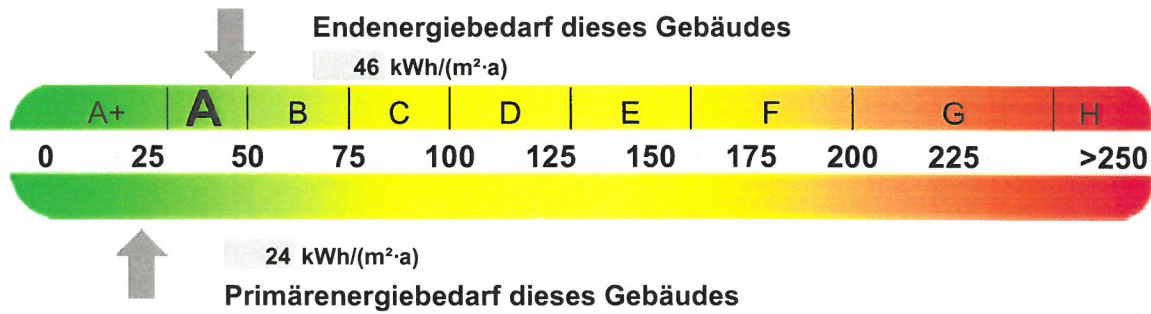 Endenergiebedarf dieses Gebäudes
46 kWh/(m²·a)
A+ A B C D E F G H
0 25 50 75 100 125 150 175 200 225 >250
24 kWh/(m²·a)
Primärenergiebedarf dieses Gebäudes